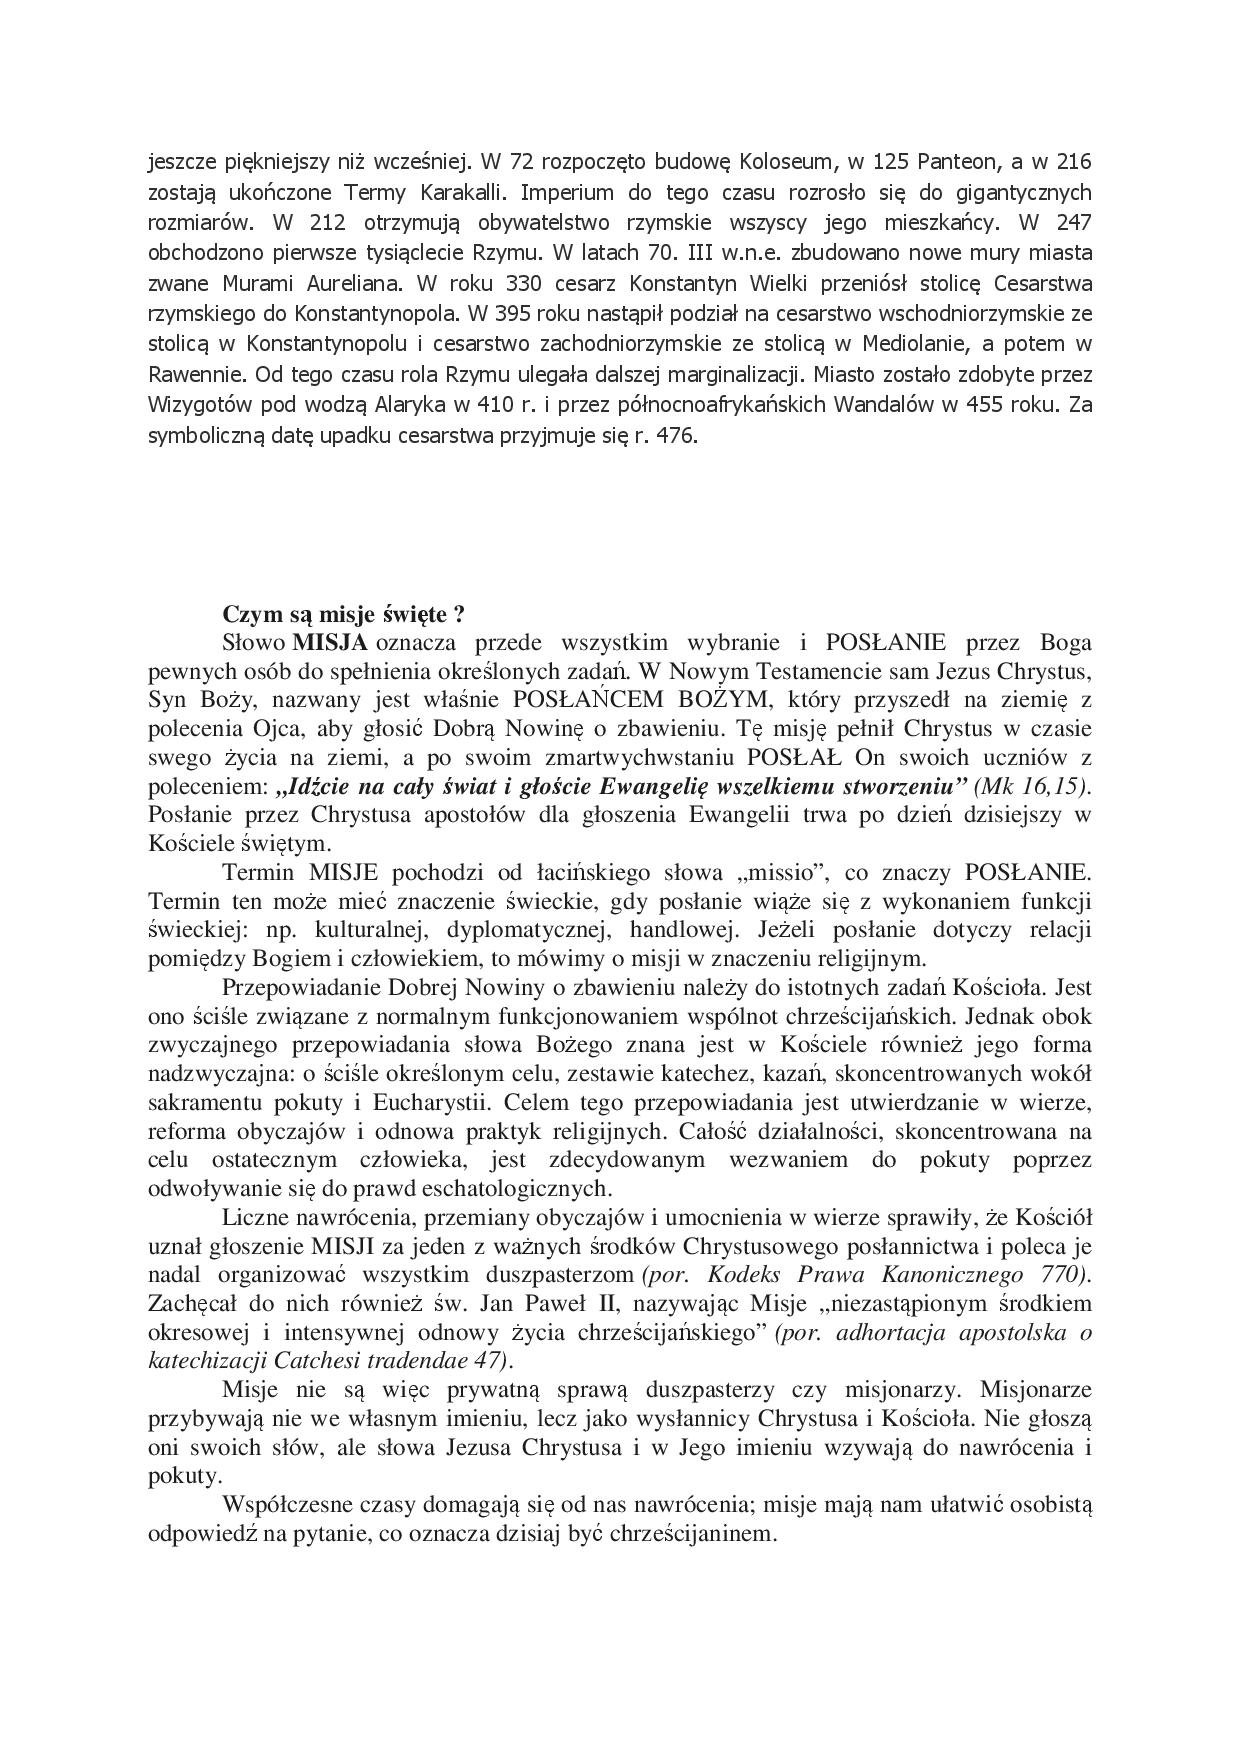 jeszcze piękniejszy niż wcześniej. W 72 rozpoczęto budowę Koloseum, w 125 Panteon, a w 216
zostają ukończone Termy Karakalli. Imperium do tego czasu rozrosło się do gigantycznych
rozmiarów. W 212 otrzymują obywatelstwo rzymskie wszyscy jego mieszkańcy. W 247
obchodzono pierwsze tysiąclecie Rzymu. W latach 70. III w.n.e. zbudowano nowe mury miasta
zwane Murami Aureliana. W roku 330 cesarz Konstantyn Wielki przeniósł stolicę Cesarstwa
rzymskiego do Konstantynopola. W 395 roku nastąpił podział na cesarstwo wschodniorzymskie ze
stolicą w Konstantynopolu i cesarstwo zachodniorzymskie ze stolicą w Mediolanie, a potem w
Rawennie. Od tego czasu rola Rzymu ulegała dalszej marginalizacji. Miasto zostało zdobyte przez
Wizygotów pod wodzą Alaryka w 410 r. i przez północnoafrykańskich Wandalów w 455 roku. Za
symboliczną datę upadku cesarstwa przyjmuje się r. 476.
Czym są misje święte ?
Słowo MISJA oznacza przede wszystkim wybranie i POSŁANIE przez Boga
pewnych osób do spełnienia określonych zadań. W Nowym Testamencie sam Jezus Chrystus,
Syn Boży, nazwany jest właśnie POSŁAŃCEM BOŻYM, który przyszedł na ziemię z
polecenia Ojca, aby głosić Dobrą Nowinę o zbawieniu. Tę misję pełnił Chrystus w czasie
swego życia na ziemi, a po swoim zmartwychwstaniu POSŁAŁ On swoich uczniów z
poleceniem: „Idźcie na cały świat i głoście Ewangelię wszelkiemu stworzeniu” (Mk 16,15).
Posłanie przez Chrystusa apostołów dla głoszenia Ewangelii trwa po dzień dzisiejszy w
Kościele świętym.
Termin MISJE pochodzi od łacińskiego słowa „missio”, co znaczy POSŁANIE.
Termin ten może mieć znaczenie świeckie, gdy posłanie wiąże się z wykonaniem funkcji
świeckiej: np. kulturalnej, dyplomatycznej, handlowej. Jeżeli posłanie dotyczy relacji
pomiędzy Bogiem i człowiekiem, to mówimy o misji w znaczeniu religijnym.
Przepowiadanie Dobrej Nowiny o zbawieniu należy do istotnych zadań Kościoła. Jest
ono ściśle związane z normalnym funkcjonowaniem wspólnot chrześcijańskich. Jednak obok
zwyczajnego przepowiadania słowa Bożego znana jest w Kościele również jego forma
nadzwyczajna: o ściśle określonym celu, zestawie katechez, kazań, skoncentrowanych wokół
sakramentu pokuty i Eucharystii. Celem tego przepowiadania jest utwierdzanie w wierze,
reforma obyczajów i odnowa praktyk religijnych. Całość działalności, skoncentrowana na
celu ostatecznym człowieka, jest zdecydowanym wezwaniem do pokuty poprzez
odwoływanie się do prawd eschatologicznych.
Liczne nawrócenia, przemiany obyczajów i umocnienia w wierze sprawiły, że Kościół
uznał głoszenie MISJI za jeden z ważnych środków Chrystusowego posłannictwa i poleca je
nadal organizować wszystkim duszpasterzom (por. Kodeks Prawa Kanonicznego 770).
Zachęcał do nich również św. Jan Paweł II, nazywając Misje „niezastąpionym środkiem
okresowej i intensywnej odnowy życia chrześcijańskiego” (por. adhortacja apostolska o
katechizacji Catchesi tradendae 47).
Misje nie są więc prywatną sprawą duszpasterzy czy misjonarzy. Misjonarze
przybywają nie we własnym imieniu, lecz jako wysłannicy Chrystusa i Kościoła. Nie głoszą
oni swoich słów, ale słowa Jezusa Chrystusa i w Jego imieniu wzywają do nawrócenia i
pokuty.
Współczesne czasy domagają się od nas nawrócenia; misje mają nam ułatwić osobistą
odpowiedź na pytanie, co oznacza dzisiaj być chrześcijaninem.